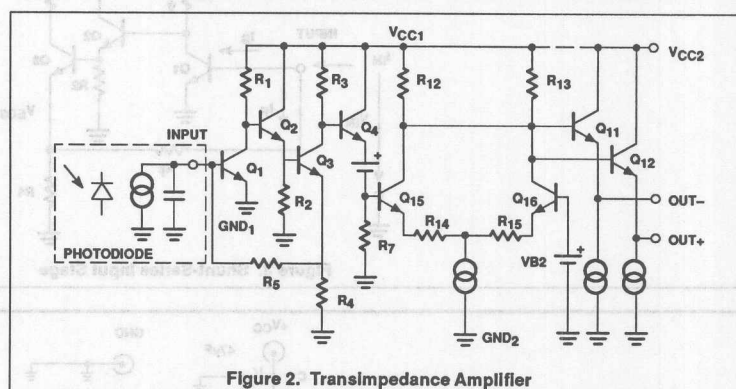 VCC1
VCC2
R1
R3
R12
R13
Q2
Q4
Q11
INPUT
Q1
Q3
Q12
Q15
Q16
GND1
R2
R7
R14
R15
OUT–
OUT+
PHOTODIODE
R5
R4
VB2
GND2
Figure 2. Transimpedance Amplifier